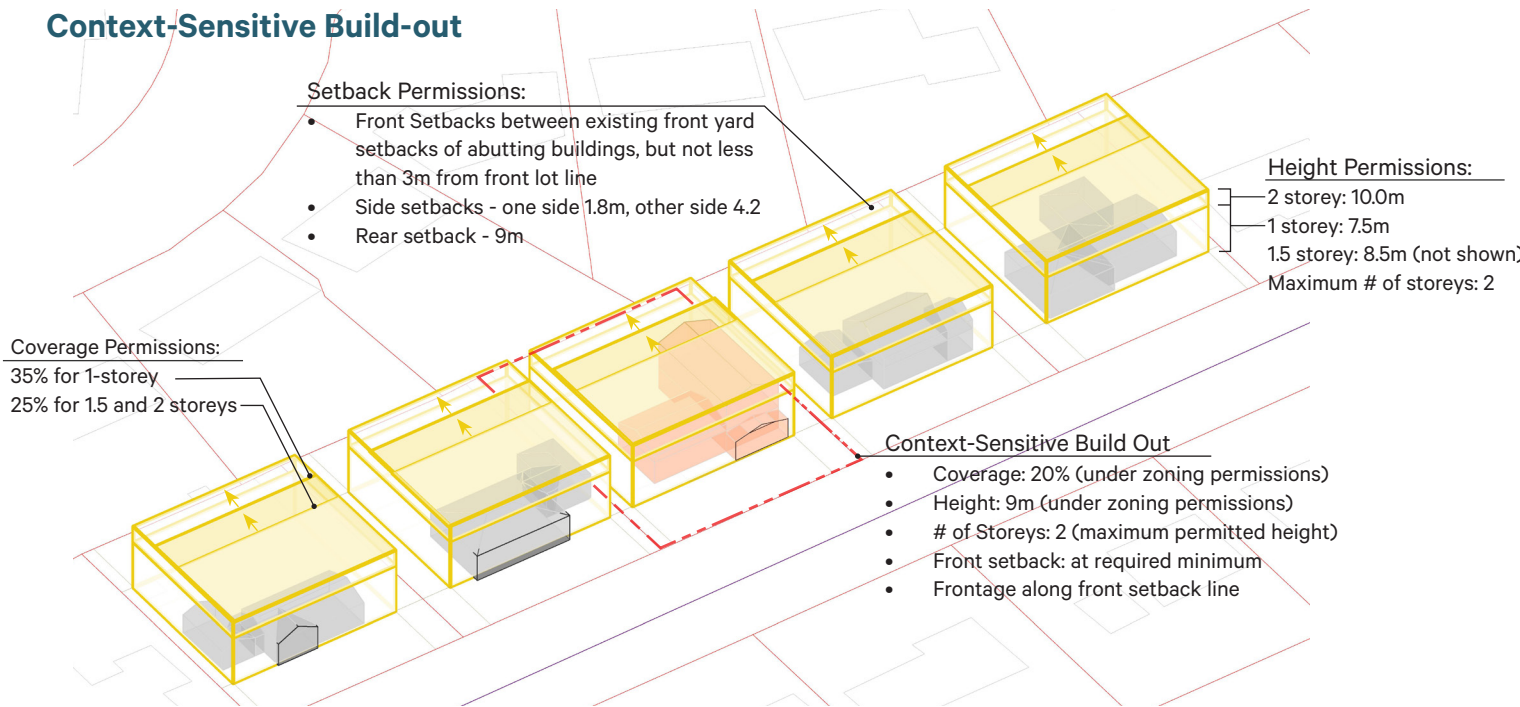 Context-Sensitive Build-out
Setback Permissions:
• Front Setbacks between existing front yard
setbacks of abutting buildings, but not less
than 3m from front lot line
• Side setbacks - one side 1.8m, other side 4.2
• Rear setback - 9m
Height Permissions:
2 storey: 10.0m
1 storey: 7.5m
1.5 storey: 8.5m (not shown)
Maximum # of storeys: 2
Coverage Permissions:
35% for 1-storey
25% for 1.5 and 2 storeys
Context-Sensitive Build Out
• Coverage: 20% (under zoning permissions)
• Height: 9m (under zoning permissions)
• # of Storeys: 2 (maximum permitted height)
• Front setback: at required minimum
• Frontage along front setback line